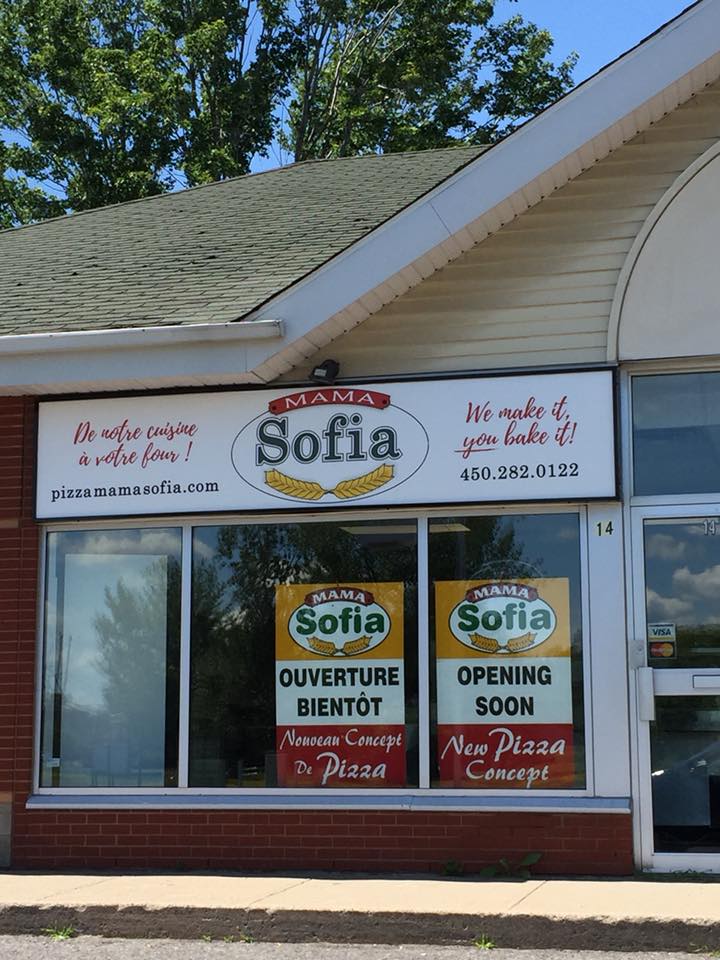 De notre cuisine
à votre four !
pizzamamasofia.com
MAMA
Sofia
We make it,
you bake it!
450.282.0122
14
14
VISA
MasterCard
MAMA
Sofia
OUVERTURE
BIENTÔT
Nouveau Concept
De Pizza
MAMA
Sofia
OPENING
SOON
New Pizza
Concept